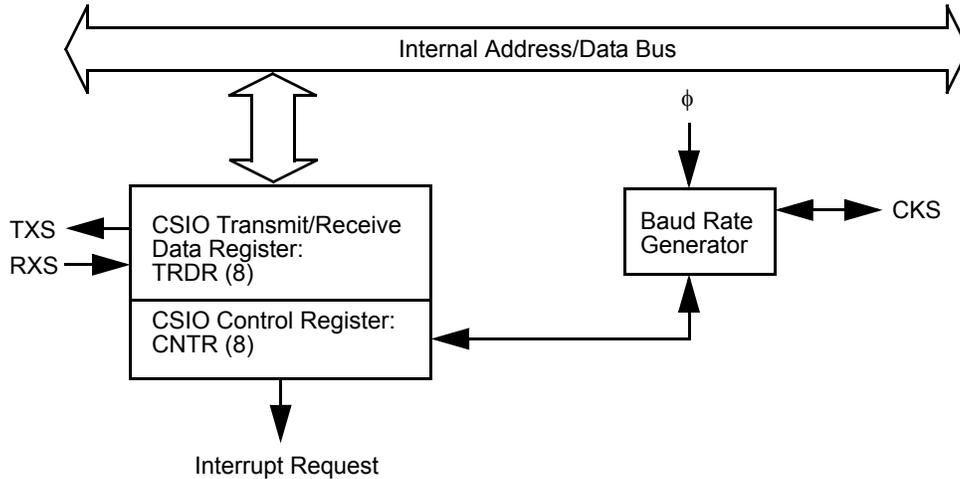 Internal Address/Data Bus
ϕ
TXS
RXS
CSIO Transmit/Receive
Data Register:
TRDR (8)
CSIO Control Register:
CNTR (8)
Baud Rate
Generator
CKS
Interrupt Request